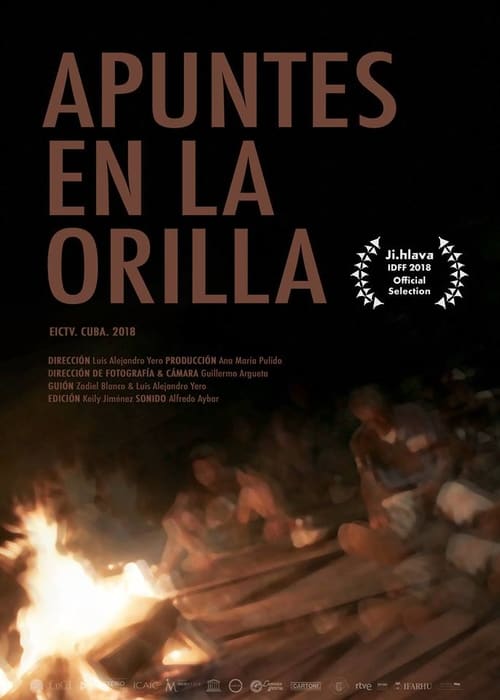 APUNTES
EN LA
ORILLA
Ji.hlava
IDFF 2018
Official
Selection
EICTV. CUBA. 2018
DIRECCIÓN Luis Alejandro Yero PRODUCCIÓN Ana María Pulido
DIRECCIÓN DE FOTOGRAFÍA & CÁMARA Guillermo Argueta
GUIÓN Zadiel Blanco & Luis Alejandro Yero
EDICIÓN Keily Jiménez SONIDO Alfredo Aybar
ICAIC CARTONE rtve IFARHU